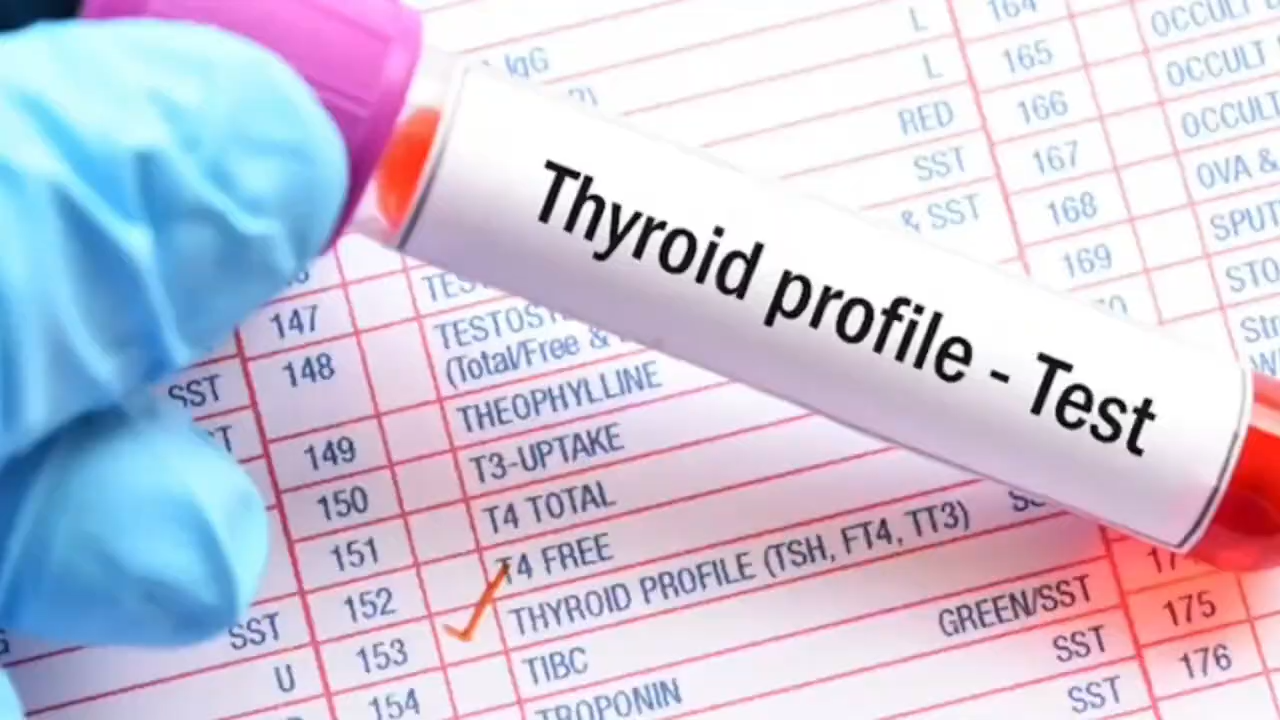 Thyroid profile - Test
IgG
L
164
L
165
RED
166
SST
167
& SST
168
169
OCCULT
OCCULT
OCCULT
OVA &
SPUT
STO
147
148
SST
149
150
151
152
SST
153
U
154
TESTOST
(Total/Free &
THEOPHYLLINE
T3-UPTAKE
T4 TOTAL
T4 FREE
THYROID PROFILE (TSH, FT4, TT3)
TIBC
GREEN/SST
TROPONIN
SST
SST
175
176